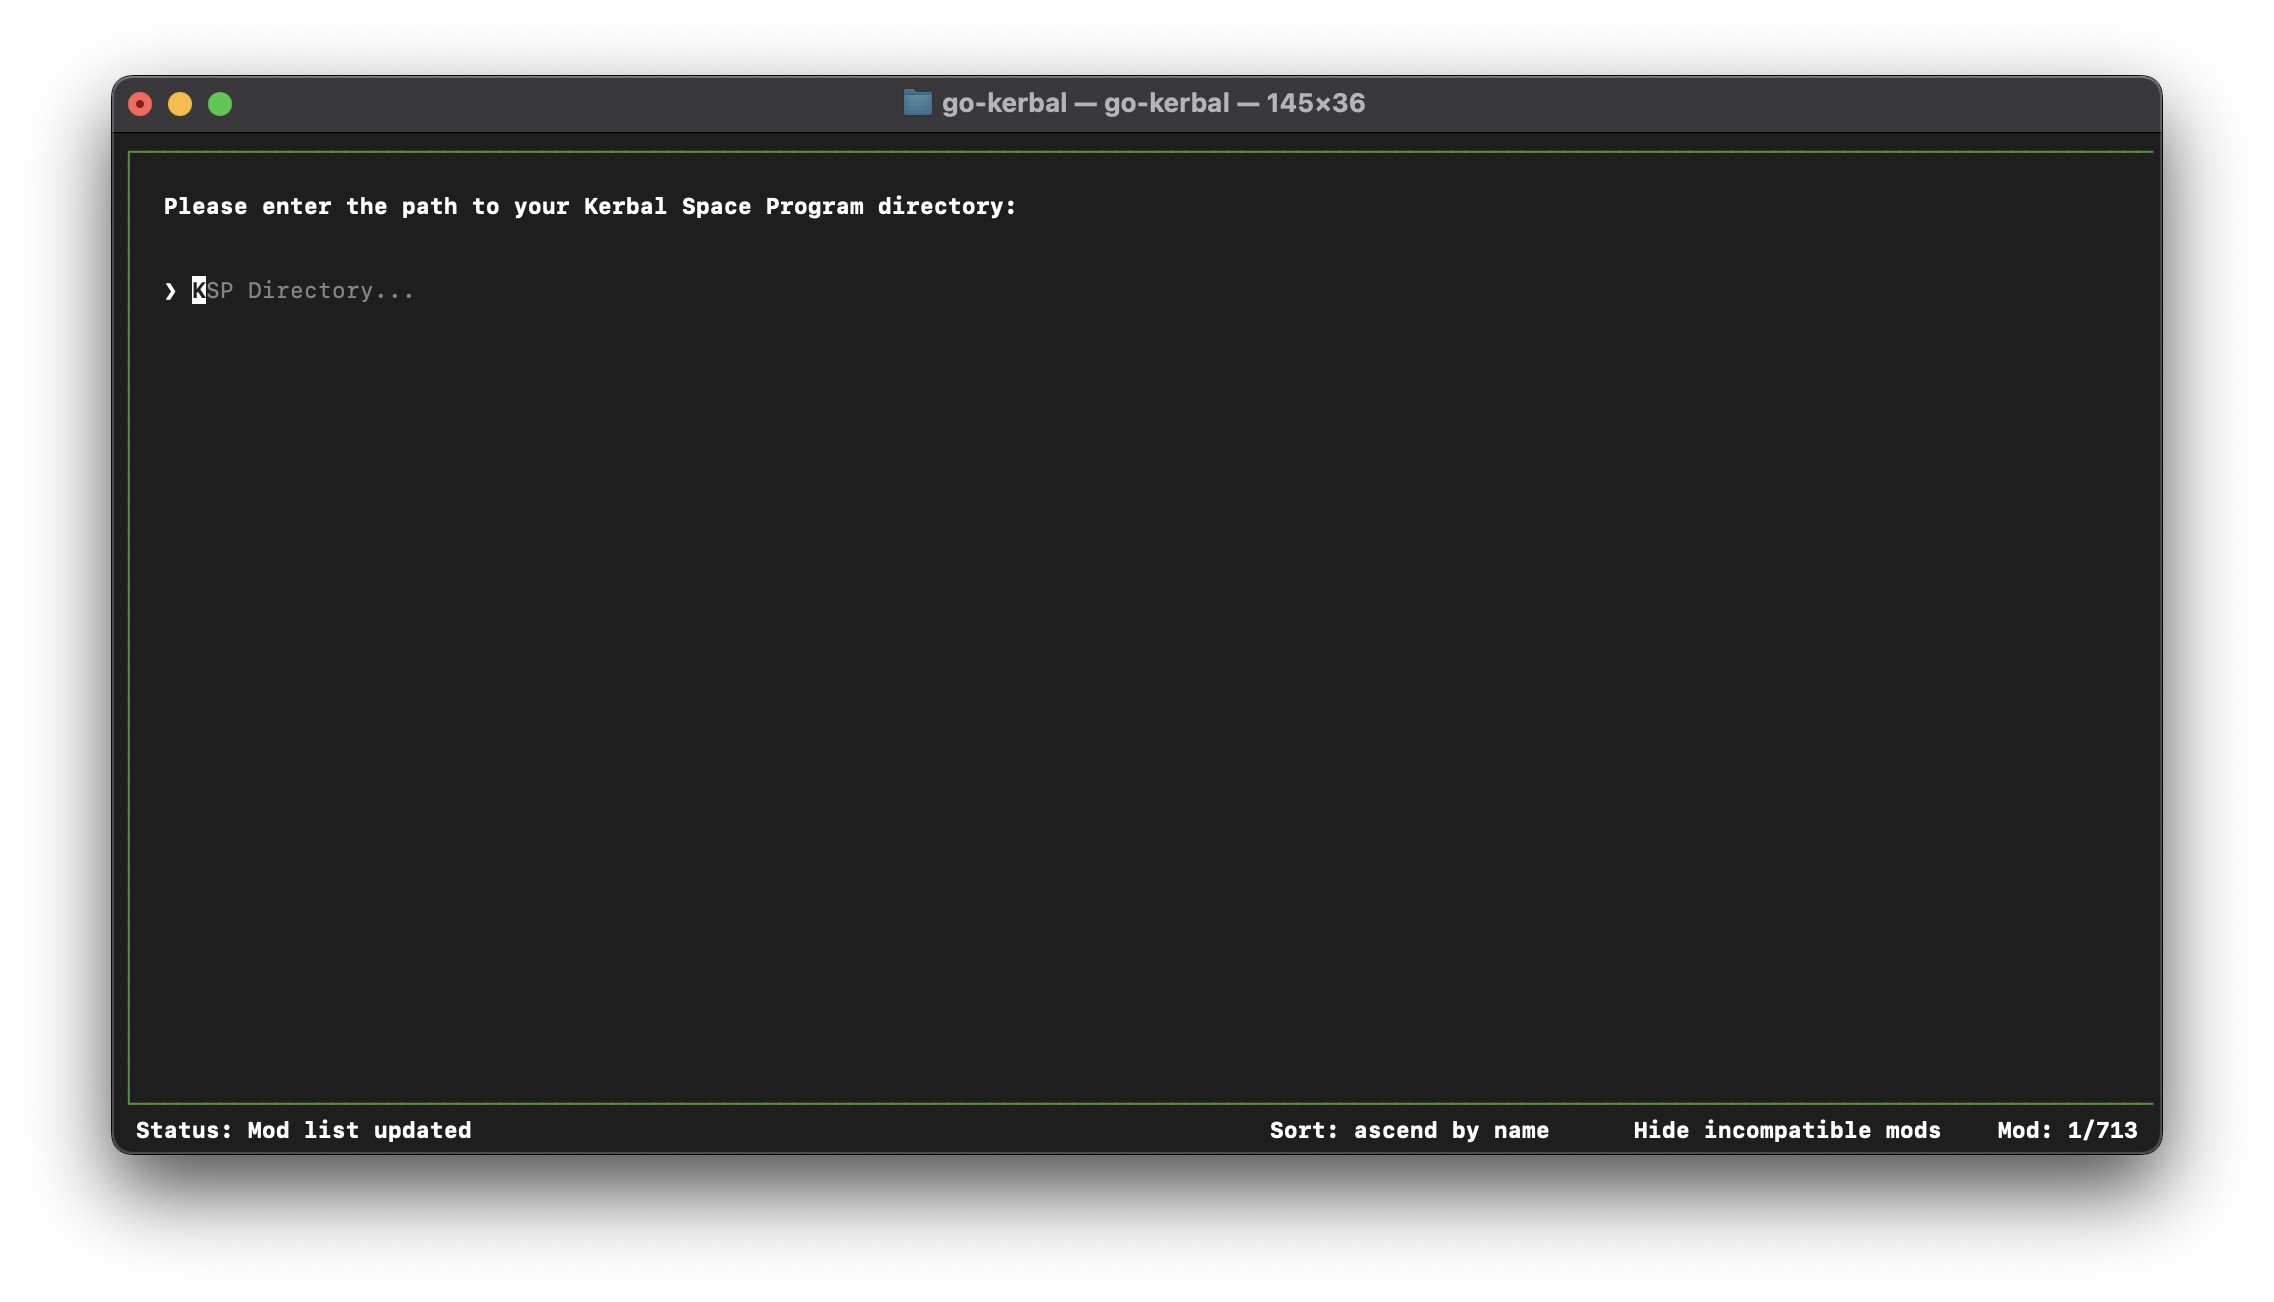 go-kerbal — go-kerbal — 145×36
Please enter the path to your Kerbal Space Program directory:
❯ KSP Directory...
Status: Mod list updated Sort: ascend by name Hide incompatible mods Mod: 1/713